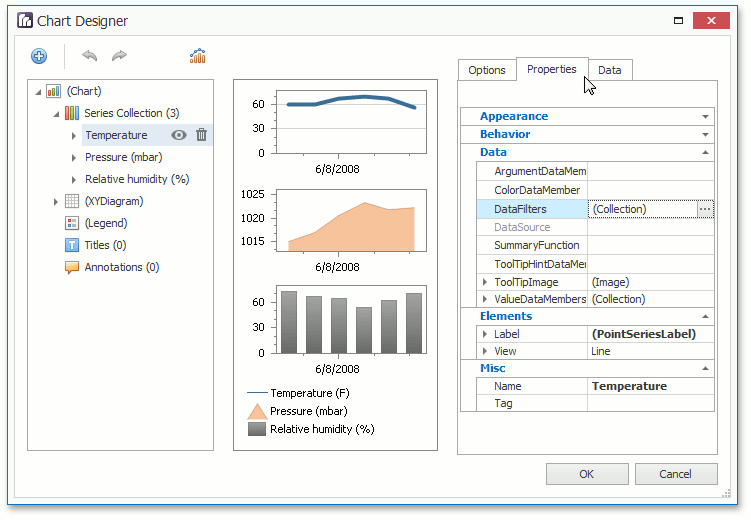 Chart Designer
(Chart)
Series Collection (3)
Temperature
Pressure (mbar)
Relative humidity (%)
(XYDiagram)
(Legend)
Titles (0)
Annotations (0)
60
30
0
6/8/2008
1025
1020
1015
6/8/2008
60
30
0
6/8/2008
Temperature (F)
Pressure (mbar)
Relative humidity (%)
Options Properties Data
Appearance
Behavior
Data
ArgumentDataMem
ColorDataMember
DataFilters (Collection) ...
DataSource
SummaryFunction
ToolTipHintDataMer
ToolTipImage (Image)
ValueDataMembers (Collection)
Elements
Label (PointSeriesLabel)
View Line
Misc
Name Temperature
Tag
OK Cancel